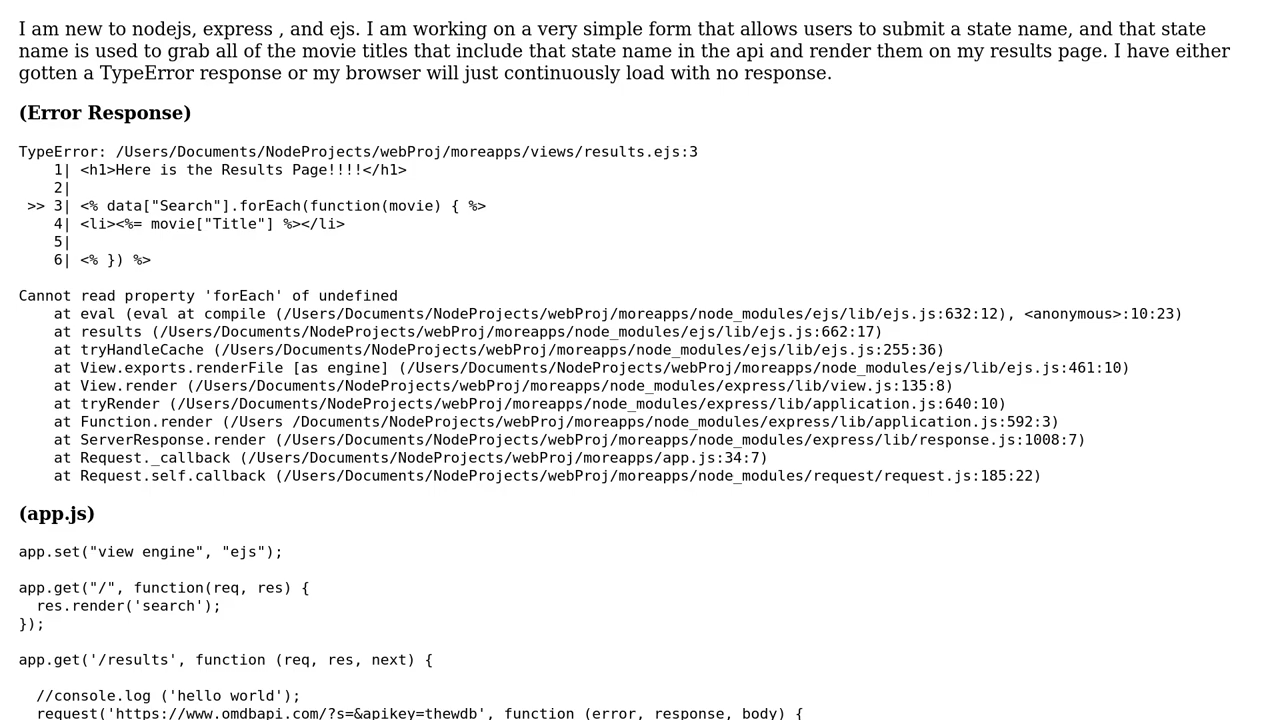 I am new to nodejs, express , and ejs. I am working on a very simple form that allows users to submit a state name, and that state
name is used to grab all of the movie titles that include that state name in the api and render them on my results page. I have either
gotten a TypeError response or my browser will just continuously load with no response.
(Error Response)
TypeError: /Users/Documents/NodeProjects/webProj/moreapps/views/results.ejs:3
1| <h1>Here is the Results Page!!!!</h1>
2|
>> 3| <% data["Search"].forEach(function(movie) { %>
4| <li><%= movie["Title"] %></li>
5|
6| <% }) %>
Cannot read property 'forEach' of undefined
at eval (eval at compile (/Users/Documents/NodeProjects/webProj/moreapps/node_modules/ejs/lib/ejs.js:632:12), <anonymous>:10:23)
at results (/Users/Documents/NodeProjects/webProj/moreapps/node_modules/ejs/lib/ejs.js:662:17)
at tryHandleCache (/Users/Documents/NodeProjects/webProj/moreapps/node_modules/ejs/lib/ejs.js:255:36)
at View.exports.renderFile [as engine] (/Users/Documents/NodeProjects/webProj/moreapps/node_modules/ejs/lib/ejs.js:461:10)
at View.render (/Users/Documents/NodeProjects/webProj/moreapps/node_modules/express/lib/view.js:135:8)
at tryRender (/Users/Documents/NodeProjects/webProj/moreapps/node_modules/express/lib/application.js:640:10)
at Function.render (/Users /Documents/NodeProjects/webProj/moreapps/node_modules/express/lib/application.js:592:3)
at ServerResponse.render (/Users/Documents/NodeProjects/webProj/moreapps/node_modules/express/lib/response.js:1008:7)
at Request._callback (/Users/Documents/NodeProjects/webProj/moreapps/app.js:34:7)
at Request.self.callback (/Users/Documents/NodeProjects/webProj/moreapps/node_modules/request/request.js:185:22)
(app.js)
app.set("view engine", "ejs");
app.get("/", function(req, res) {
res.render('search');
});
app.get('/results', function (req, res, next) {
//console.log ('hello world');
request('https://www.omdbapi.com/?s=&apikey=thewdb', function (error, response, body) {